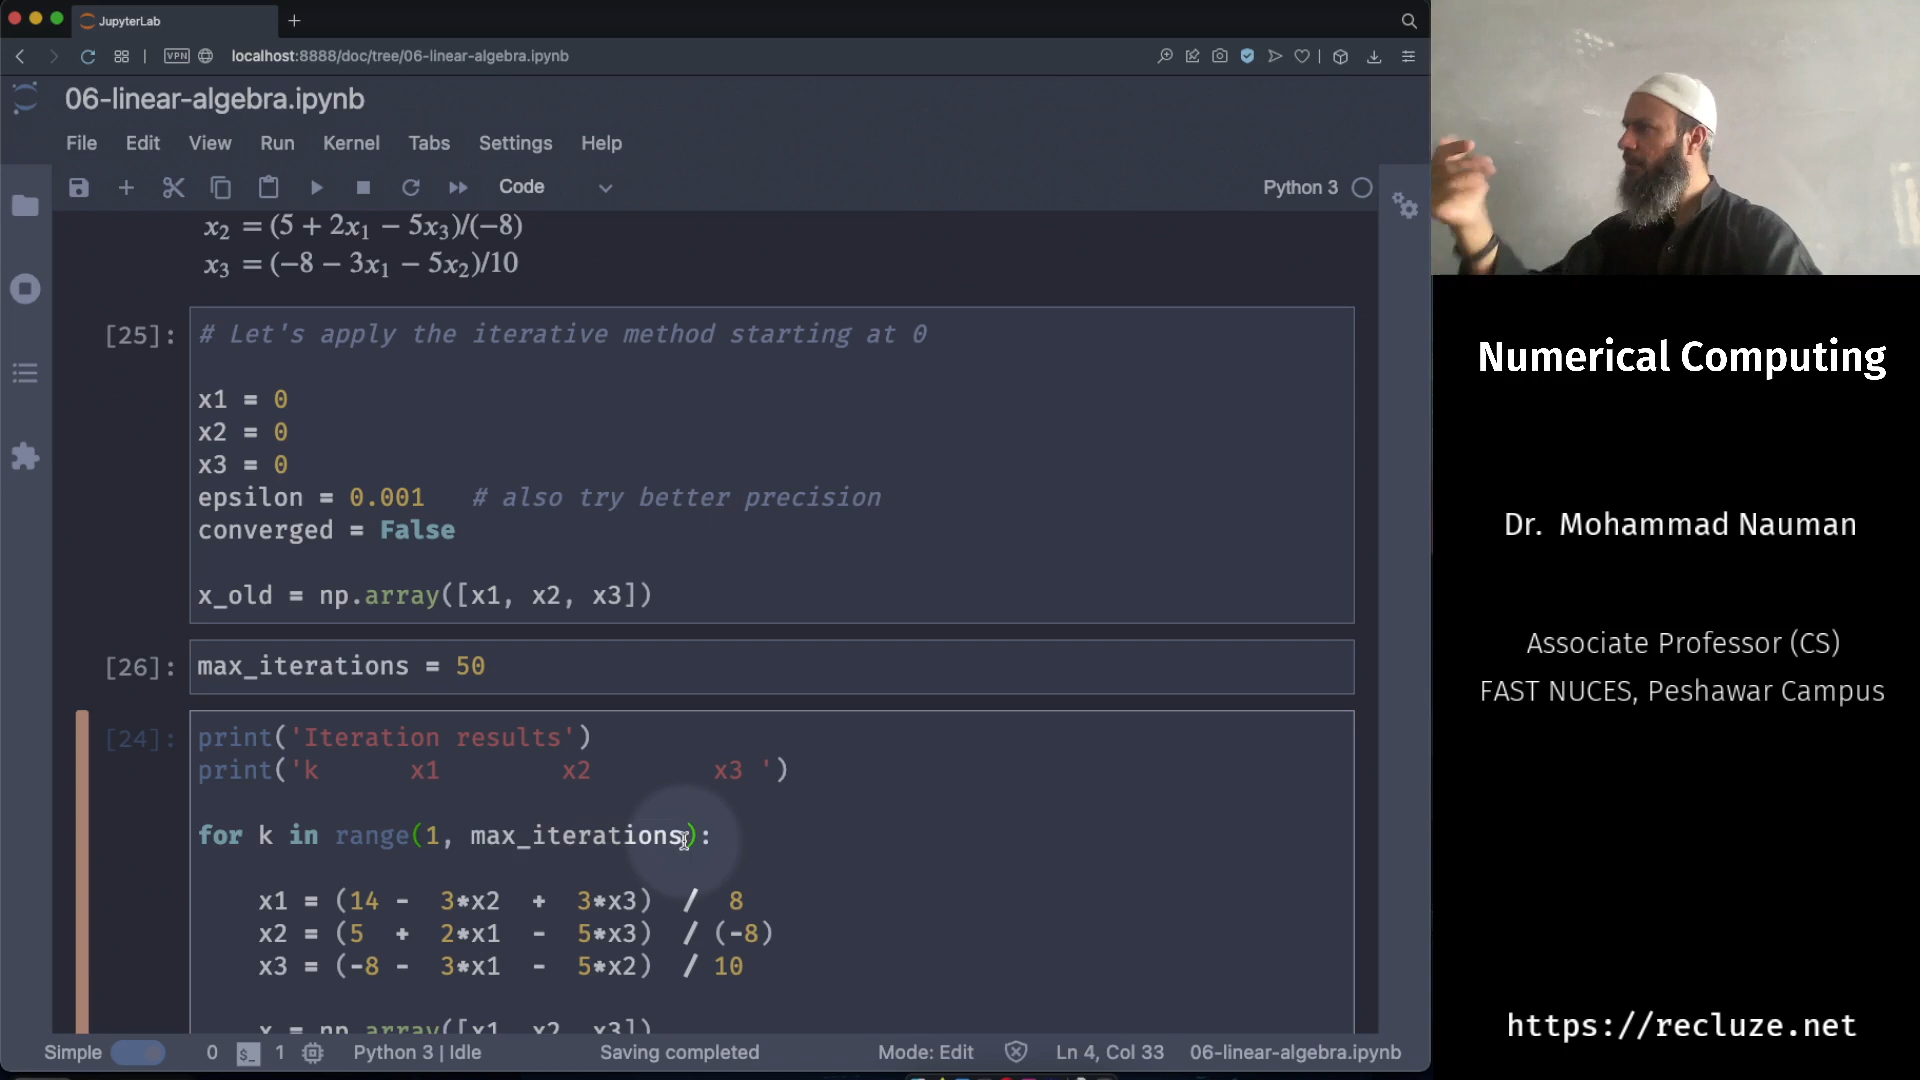 JupyterLab
VPN
localhost:8888/doc/tree/06-linear-algebra.ipynb
06-linear-algebra.ipynb
File Edit View Run Kernel Tabs Settings Help
Code
Python 3
x₂ = (5 + 2x₁ − 5x₃)/(−8)
x₃ = (−8 − 3x₁ − 5x₂)/10
[25]:
# Let's apply the iterative method starting at 0
x1 = 0
x2 = 0
x3 = 0
epsilon = 0.001   # also try better precision
converged = False
x_old = np.array([x1, x2, x3])
[26]:
max_iterations = 50
[24]:
print('Iteration results')
print('k      x1        x2        x3 ')
for k in range(1, max_iterations):
    x1 = (14 -  3*x2  +  3*x3)  /  8
    x2 = (5  +  2*x1  -  5*x3)  / (-8)
    x3 = (-8 -  3*x1  -  5*x2)  / 10
    x = np.array([x1, x2, x3])
Simple 0 $_ 1 Python 3 | Idle Saving completed Mode: Edit Ln 4, Col 33 06-linear-algebra.ipynb
Numerical Computing
Dr. Mohammad Nauman
Associate Professor (CS)
FAST NUCES, Peshawar Campus
https://recluze.net